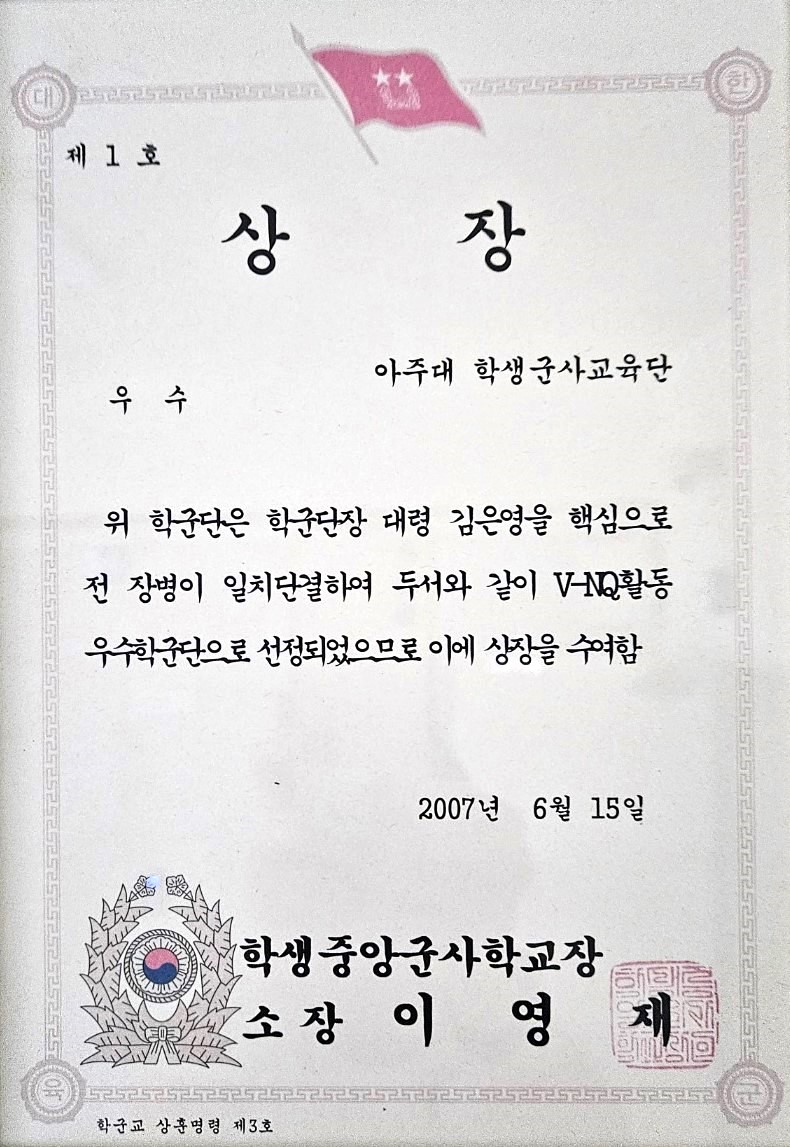 대 한
제 1 호
상 장
아주대 학생군사교육단
우 수
위 학군단은 학군단장 대령 김은영을 핵심으로
전 장병이 일치단결하여 두서와 같이 V-NQ활동
우수학군단으로 선정되었으므로 이에 상장을 수여함
2007년 6월 15일
학생중앙군사학교장
소장 이 영 재
육 군
학군교 상훈명령 제3호